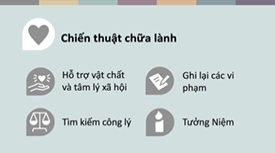 Chiến thuật chữa lành
Hỗ trợ vật chất
và tâm lý xã hội
Ghi lại các vi
phạm
Tìm kiếm công lý
Tưởng Niệm